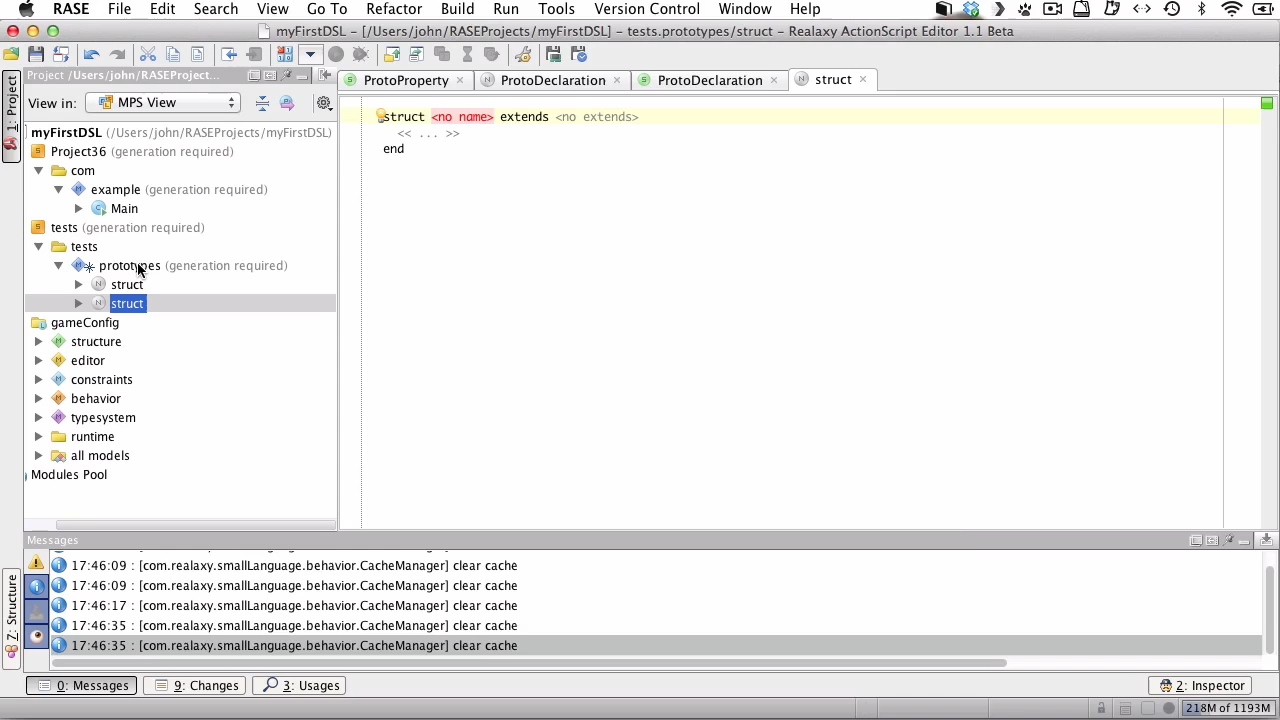 RASE File Edit View Go To Refactor Build Run Tools Version Control Window Help
myFirstDSL – [/Users/john/RASEProjects/myFirstDSL] – tests.prototypes/struct – Realaxy ActionScript Editor 1.1 Beta
Project /Users/john/RASEProject...
ProtoProperty ProtoDeclaration ProtoDeclaration struct
View in: MPS View
1: Project
myFirstDSL (/Users/john/RASEProjects/myFirstDSL)
Project36 (generation required)
com
example (generation required)
Main
tests (generation required)
tests
prototypes (generation required)
struct
struct
gameConfig
structure
editor
constraints
behavior
typesystem
runtime
all models
Modules Pool
struct <no name> extends <no extends>
<< ... >>
end
Messages
17:46:09 : [com.realaxy.smallLanguage.behavior.CacheManager] clear cache
17:46:09 : [com.realaxy.smallLanguage.behavior.CacheManager] clear cache
17:46:17 : [com.realaxy.smallLanguage.behavior.CacheManager] clear cache
17:46:35 : [com.realaxy.smallLanguage.behavior.CacheManager] clear cache
17:46:35 : [com.realaxy.smallLanguage.behavior.CacheManager] clear cache
Z: Structure
0: Messages 9: Changes 3: Usages 2: Inspector
218M of 1193M